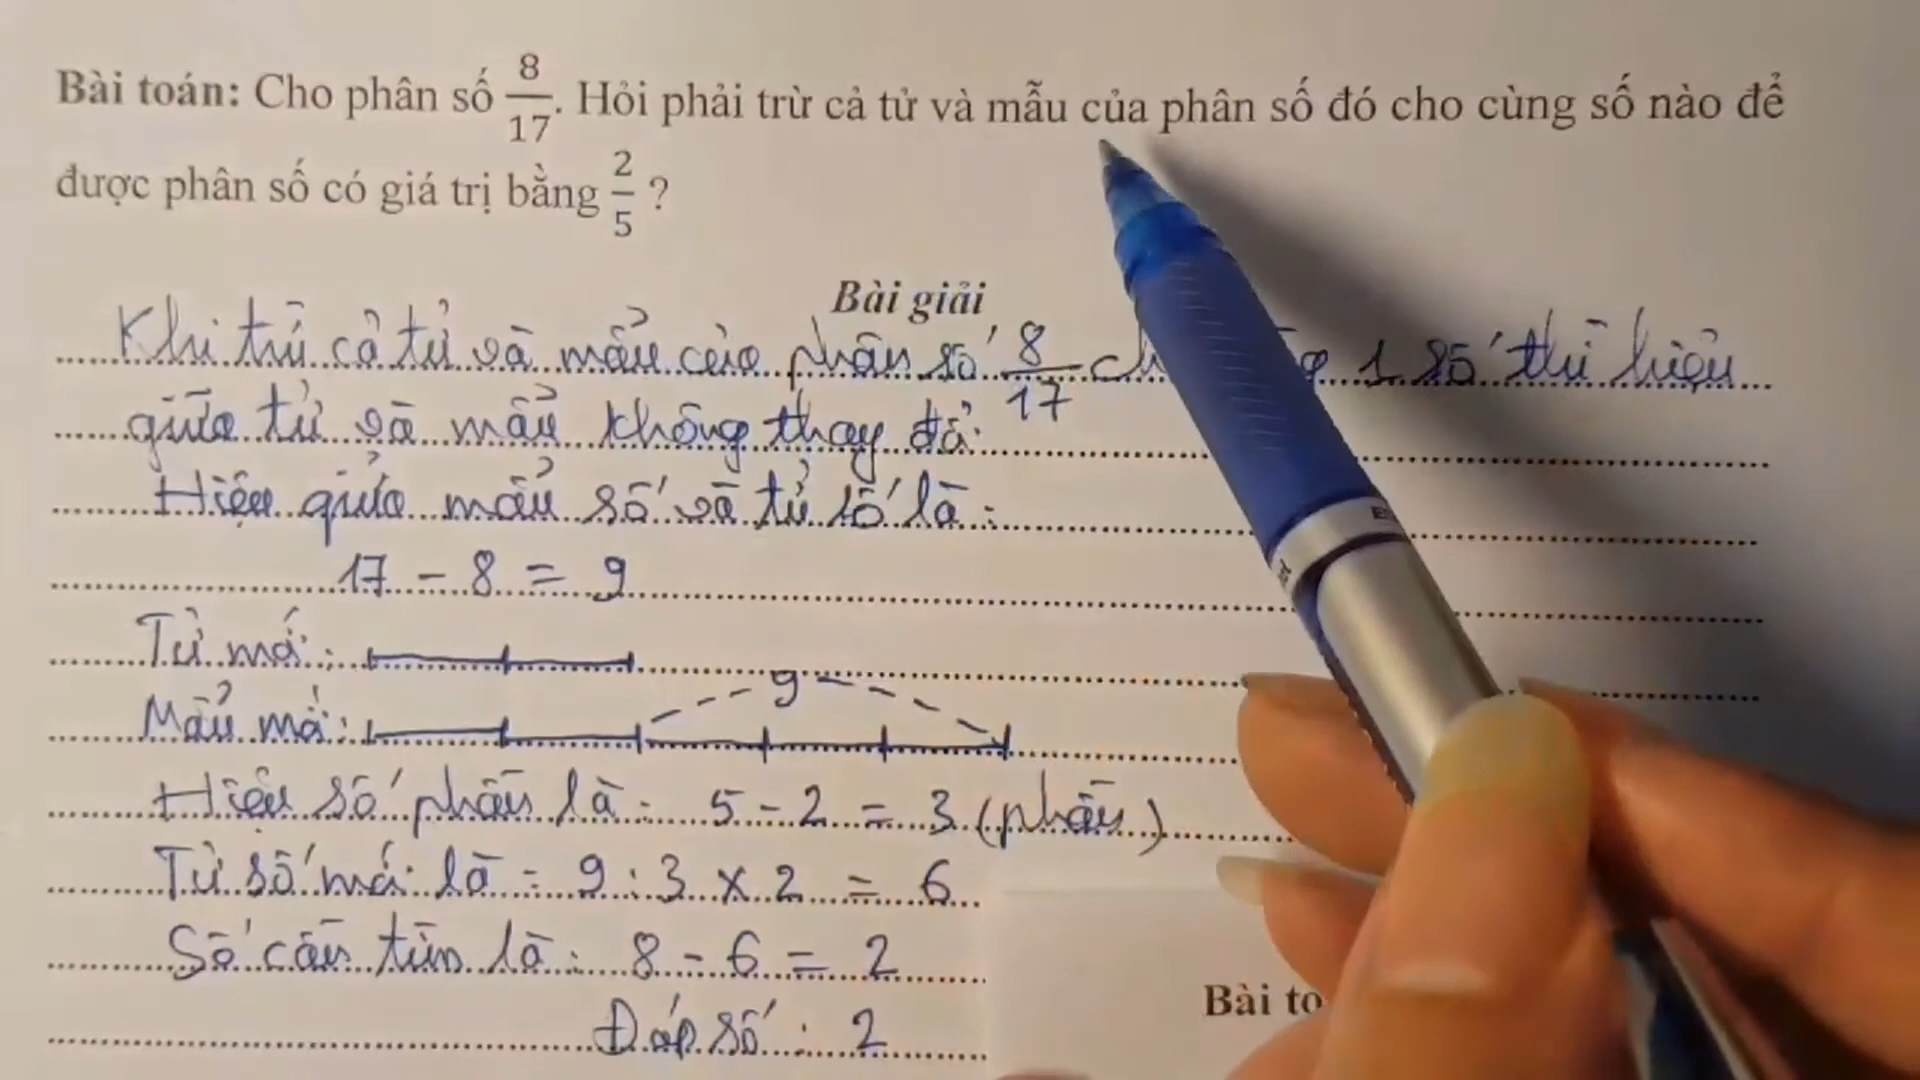 Bài toán: Cho phân số 8/17. Hỏi phải trừ cả tử và mẫu của phân số đó cho cùng số nào để
được phân số có giá trị bằng 2/5 ?
Bài giải
Khi trừ cả tử và mẫu của phân số 8/17 1 số thì hiệu
giữa tử và mẫu không thay đổi
Hiệu giữa mẫu số và tử số là:
17 - 8 = 9
Tử mới:
9
Mẫu mới:
Hiệu số phần là: 5 - 2 = 3 (phần)
Tử số mới là: 9 : 3 x 2 = 6
Số cần tìm là: 8 - 6 = 2
Đáp số: 2
Bài to